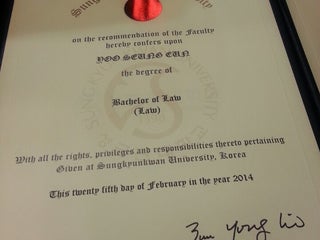 on the recommendation of the Faculty
hereby confers upon
YOO SEUNG EUN
the degree of
Bachelor of Law
(Law)
With all the rights, privileges and responsibilities thereto pertaining
Given at Sungkyunkwan University, Korea
This twenty fifth day of February in the year 2014